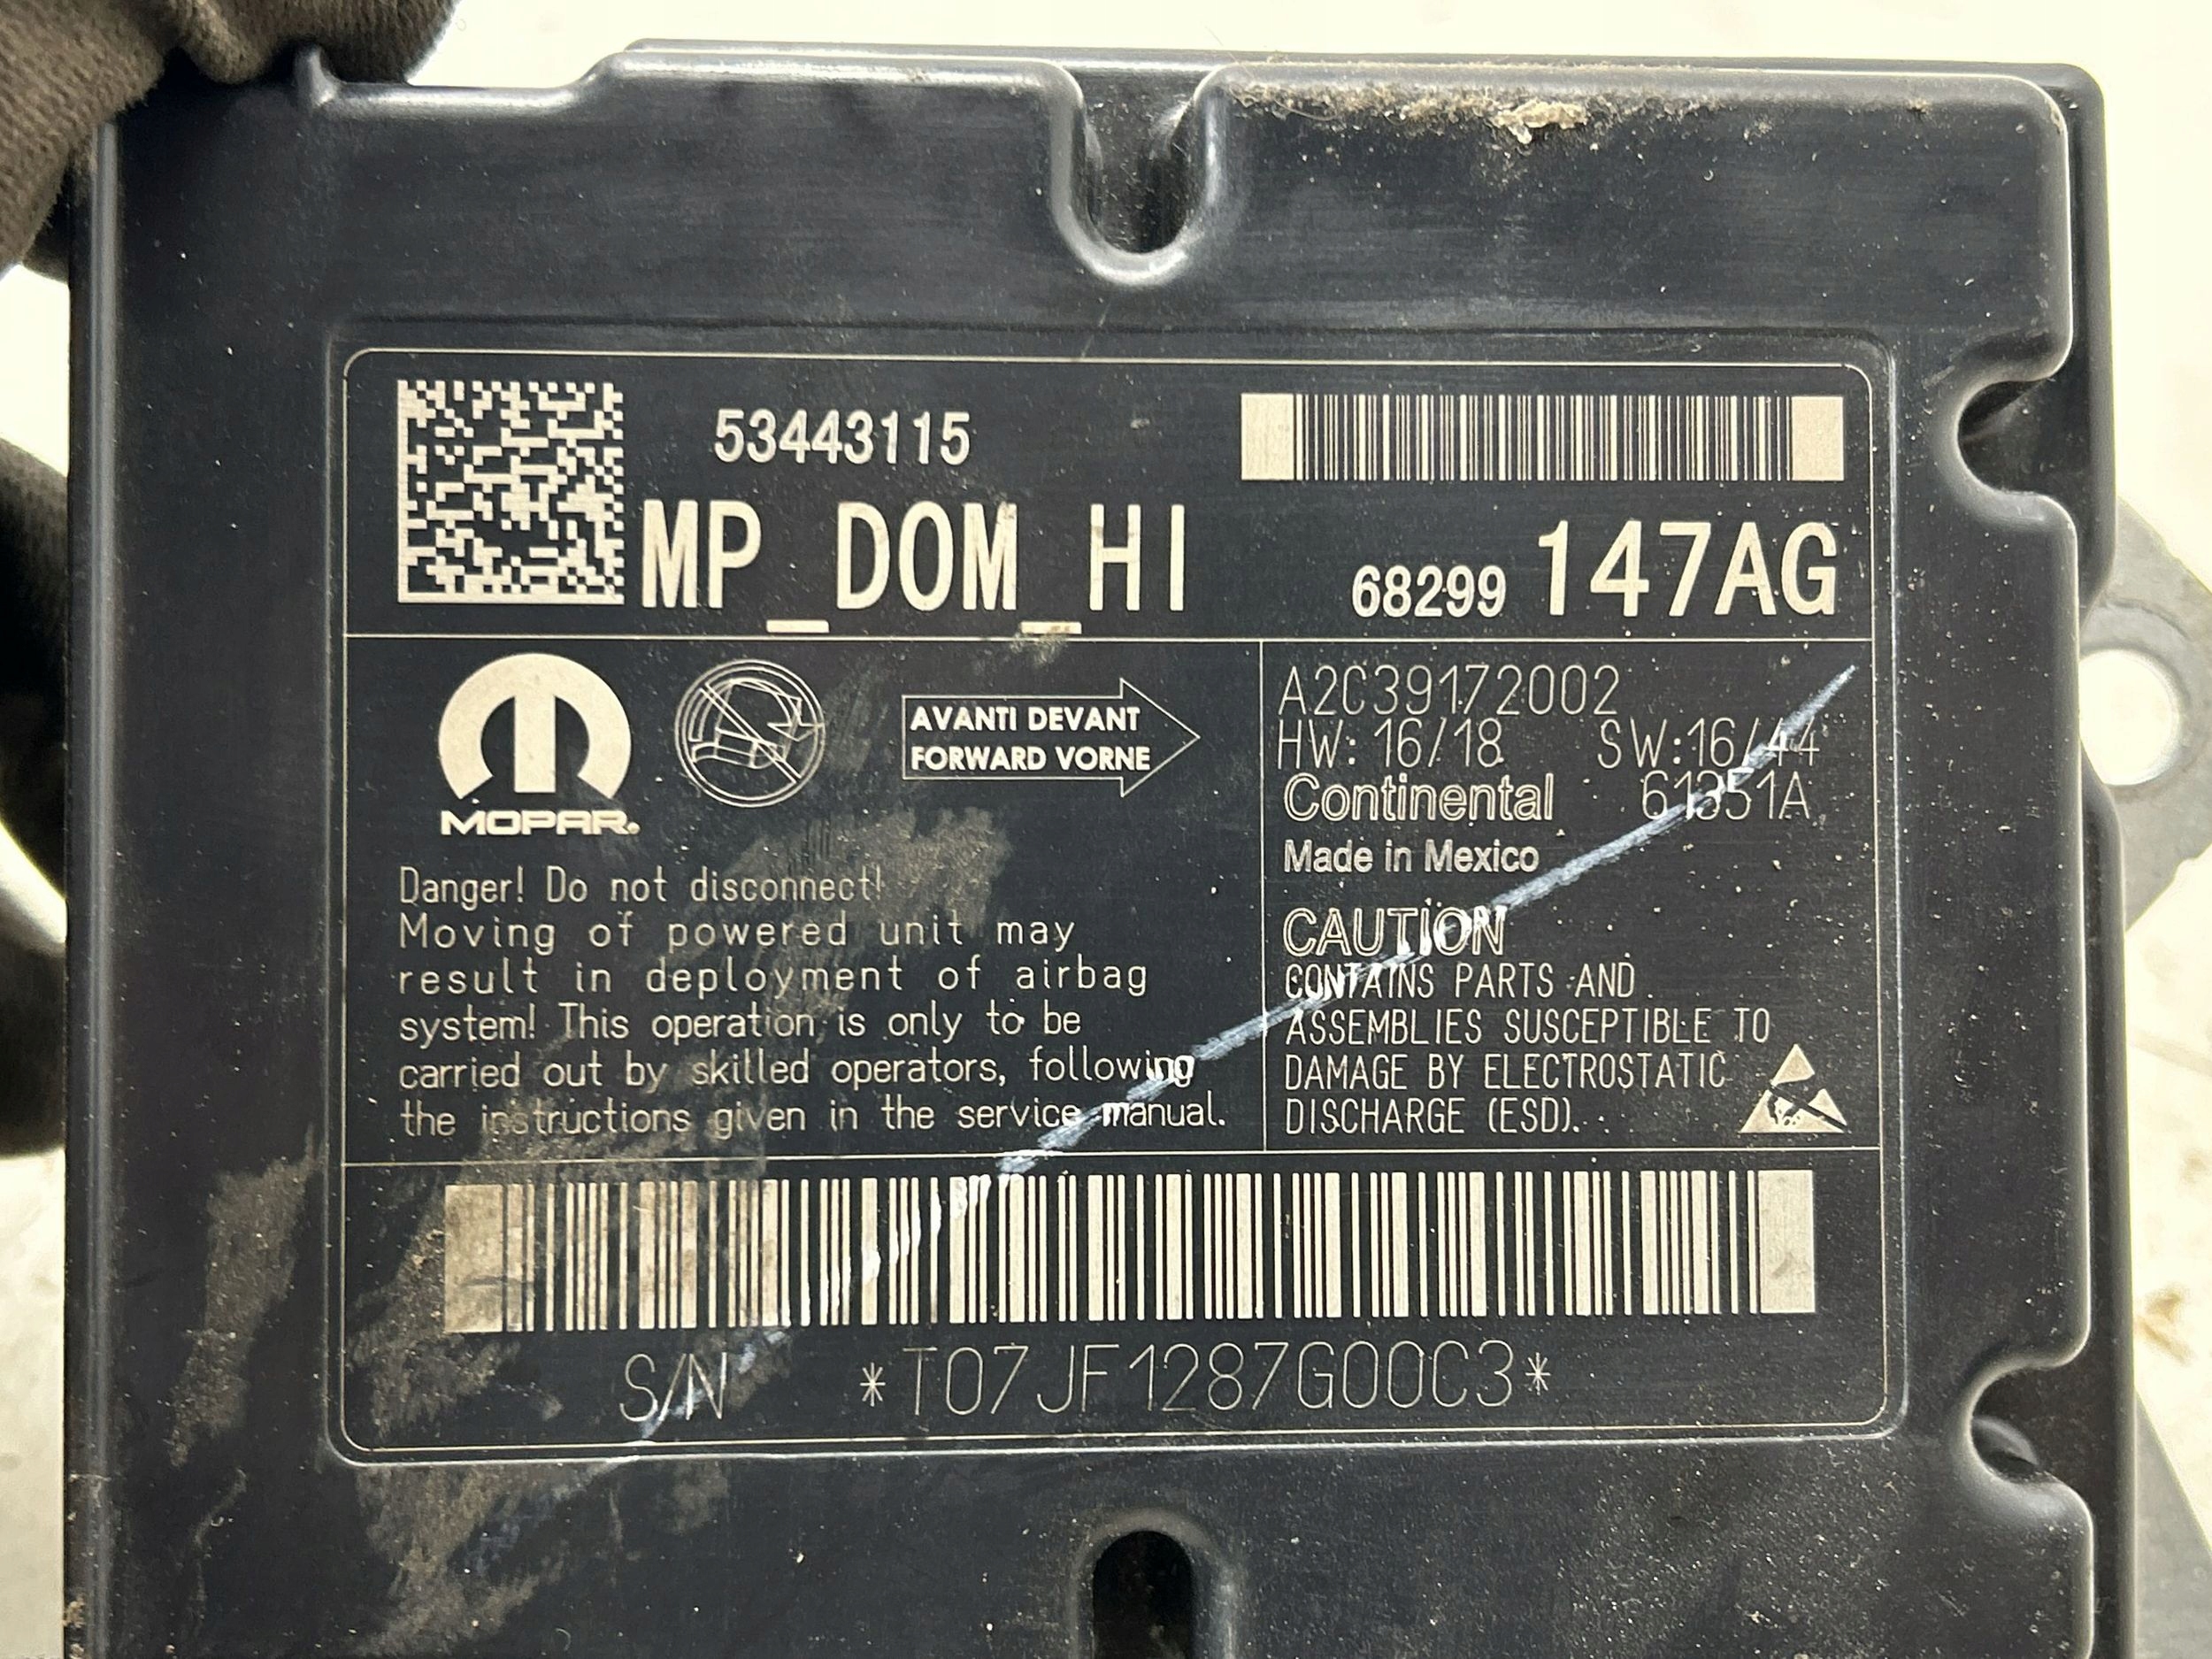 53443115
MP_DOM_HI
68299 147AG
MOPAR®
AVANTI DEVANT
FORWARD VORNE
Danger! Do not disconnect!
Moving of powered unit may
result in deployment of airbag
system! This operation is only to be
carried out by skilled operators, following
the instructions given in the service manual.
A2C39172002
HW: 16/18 SW:16/44
Continental 61351A
Made in Mexico
CAUTION
CONTAINS PARTS AND
ASSEMBLIES SUSCEPTIBLE TO
DAMAGE BY ELECTROSTATIC
DISCHARGE (ESD).
S/N *T07JF1287G00C3*